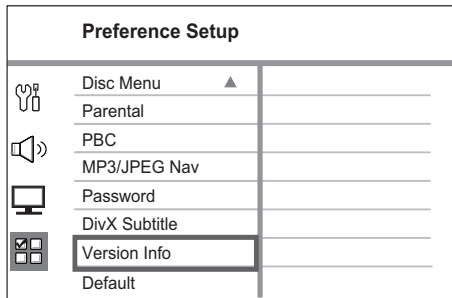 Preference Setup
Disc Menu
Parental
PBC
MP3/JPEG Nav
Password
DivX Subtitle
Version Info
Default